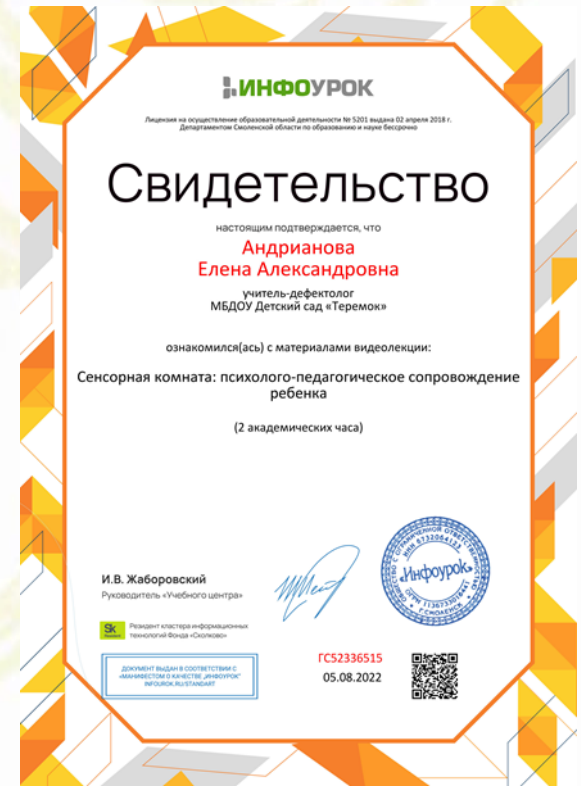 ИНФОУРОК
Лицензия на осуществление образовательной деятельности № 5201 выдана 02 апреля 2018 г.
Департаментом Смоленской области по образованию и науке бессрочно
Свидетельство
настоящим подтверждается, что
Андрианова
Елена Александровна
учитель-дефектолог
МБДОУ Детский сад «Теремок»
ознакомился(ась) с материалами видеолекции:
Сенсорная комната: психолого-педагогическое сопровождение
ребенка
(2 академических часа)
И.В. Жаборовский
Руководитель «Учебного центра»
Sk
Резидент кластера информационных
технологий Фонда «Сколково»
ДОКУМЕНТ ВЫДАН В СООТВЕТСТВИИ С
«МАНИФЕСТОМ О КАЧЕСТВЕ „ИНФОУРОК"
INFOUROK.RU/STANDART
«Инфоурок»
г.СМОЛЕНСК
ГС52336515
05.08.2022